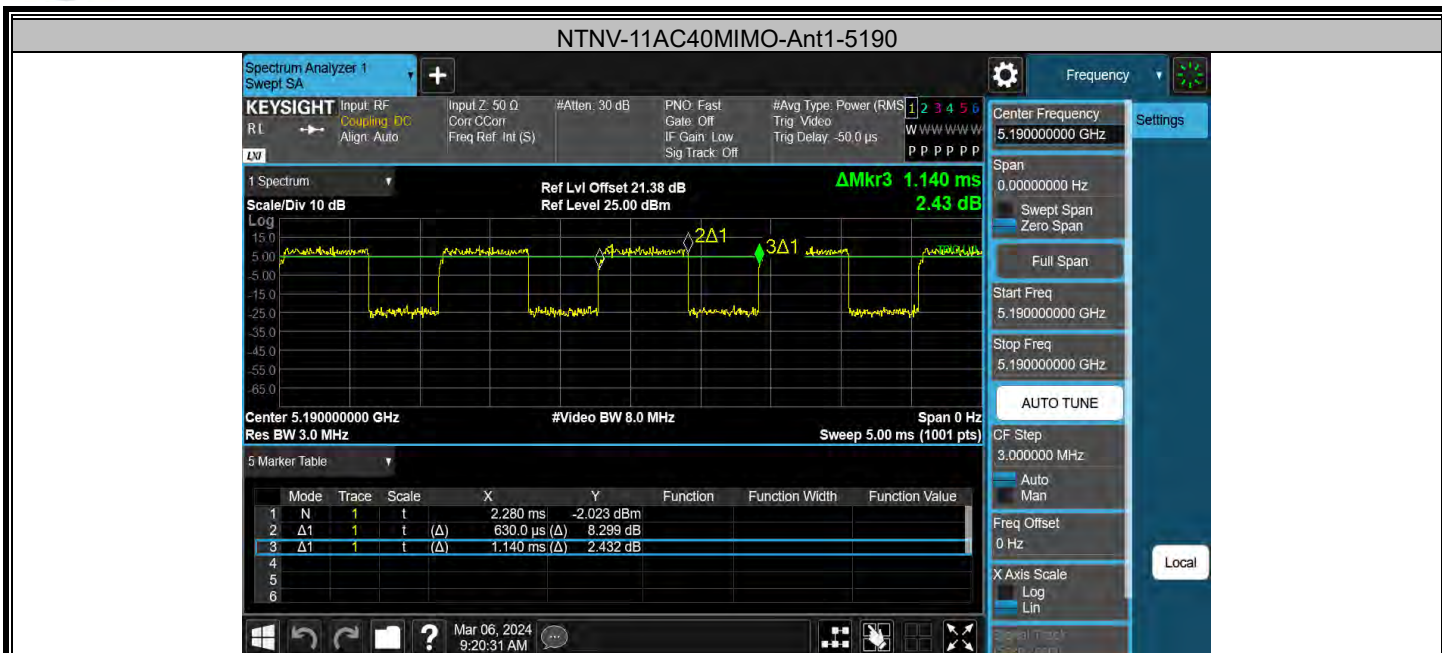 NTNV-11AC40MIMO-Ant1-5190
Spectrum Analyzer 1
Swept SA
Frequency
KEYSIGHT
RL
LXI
Input: RF
Coupling: DC
Align: Auto
Input Z: 50 Ω
Corr CCorr
Freq Ref: Int (S)
#Atten: 30 dB
PNO: Fast
Gate: Off
IF Gain: Low
Sig Track: Off
#Avg Type: Power (RMS
Trig: Video
Trig Delay: -50.0 µs
1 2 3 4 5 6
W W W W W W
P P P P P P
Center Frequency
5.190000000 GHz
Settings
Span
0.00000000 Hz
Swept Span
Zero Span
Full Span
Start Freq
5.190000000 GHz
Stop Freq
5.190000000 GHz
AUTO TUNE
CF Step
3.000000 MHz
Auto
Man
Freq Offset
0 Hz
X Axis Scale
Log
Lin
Signal Track
Local
1 Spectrum
Scale/Div 10 dB
Ref Lvl Offset 21.38 dB
Ref Level 25.00 dBm
ΔMkr3 1.140 ms
2.43 dB
Log
15.0
5.00
-5.00
-15.0
-25.0
-35.0
-45.0
-55.0
-65.0
1
2Δ1
3Δ1
Center 5.190000000 GHz
Res BW 3.0 MHz
#Video BW 8.0 MHz
Span 0 Hz
Sweep 5.00 ms (1001 pts)
5 Marker Table
Mode Trace Scale X Y Function Function Width Function Value
1 N 1 t 2.280 ms -2.023 dBm
2 Δ1 1 t (Δ) 630.0 µs (Δ) 8.299 dB
3 Δ1 1 t (Δ) 1.140 ms (Δ) 2.432 dB
4
5
6
?
Mar 06, 2024
9:20:31 AM